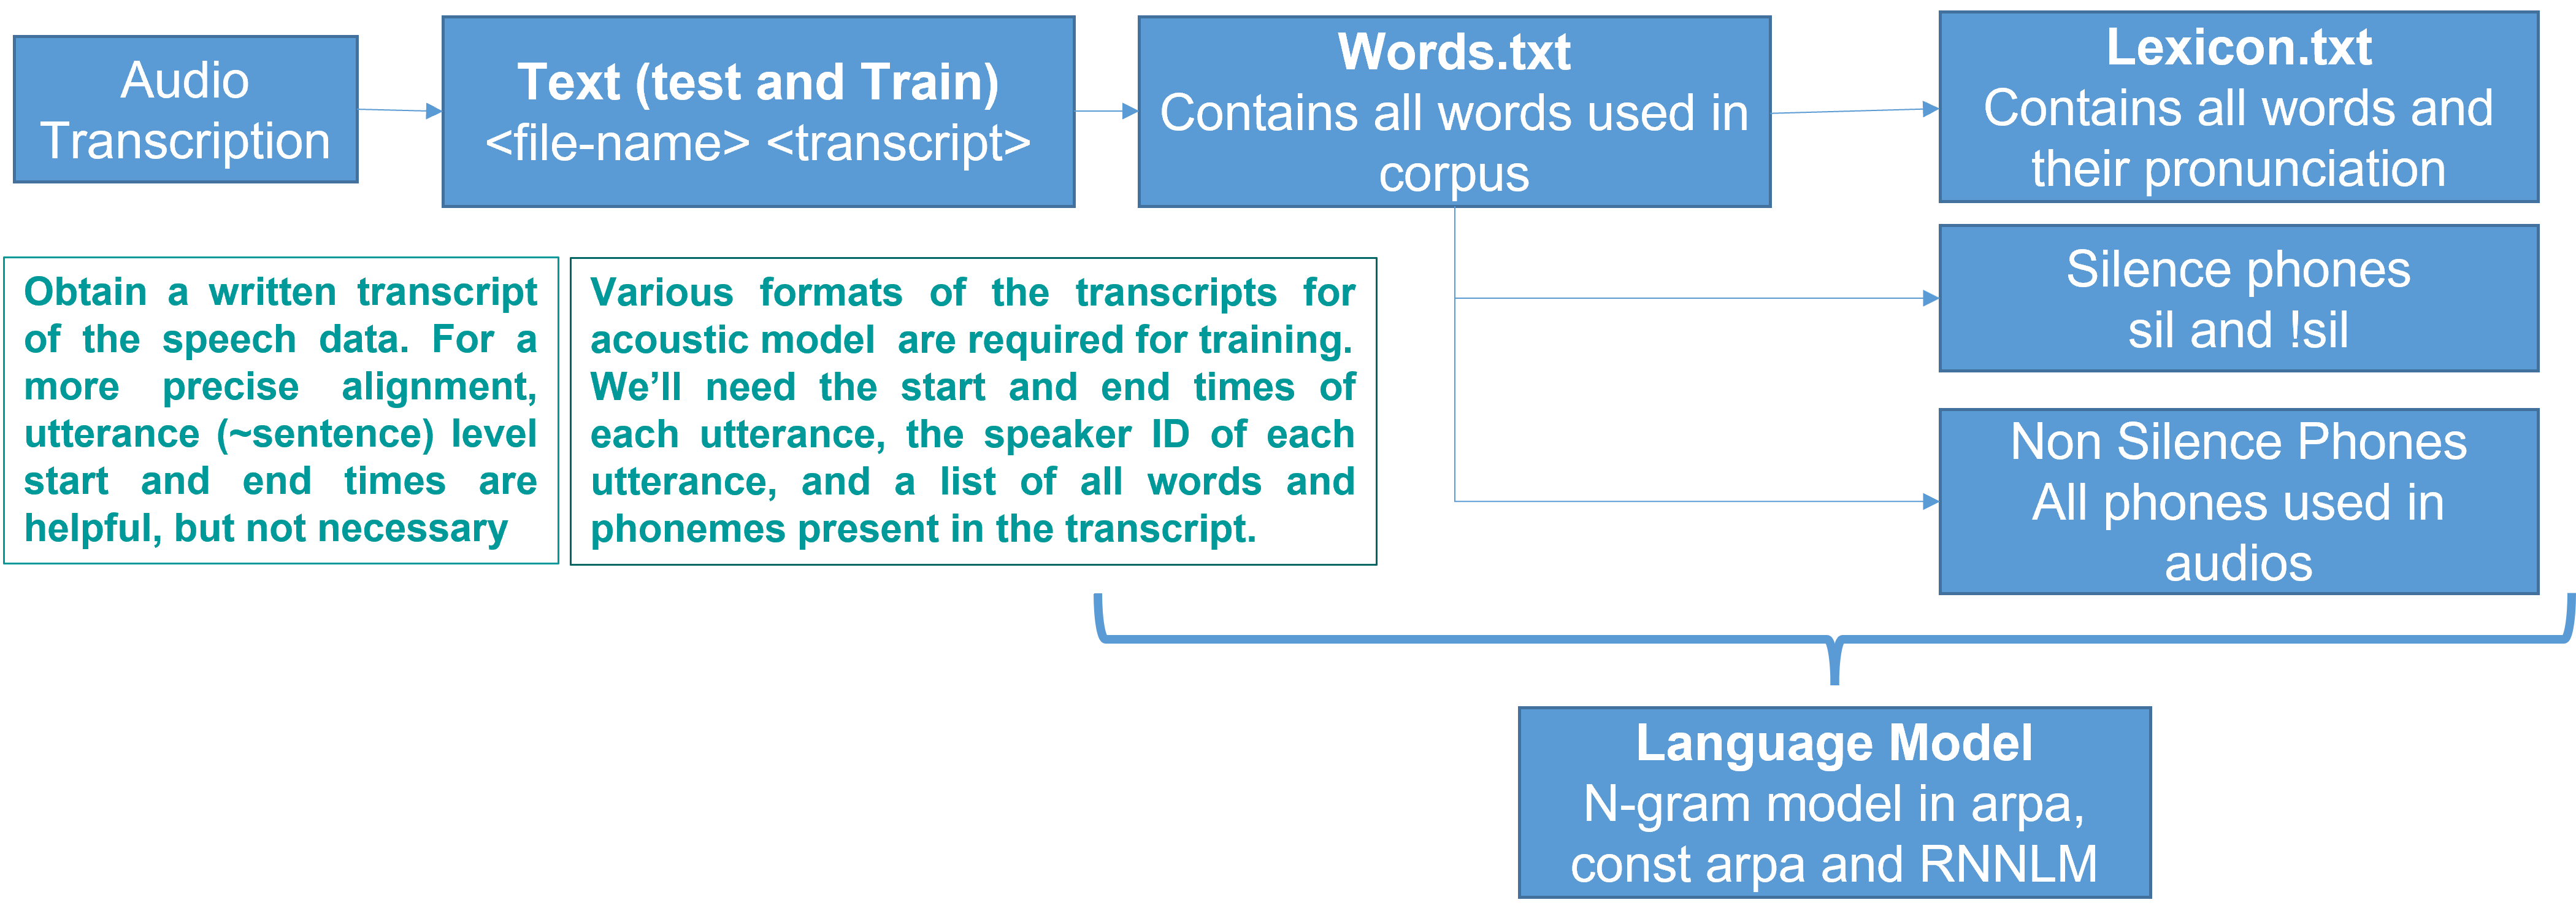 Audio
Transcription
Text (test and Train)
<file-name> <transcript>
Words.txt
Contains all words used in
corpus
Lexicon.txt
Contains all words and
their pronunciation
Silence phones
sil and !sil
Non Silence Phones
All phones used in
audios
Obtain a written transcript
of the speech data. For a
more precise alignment,
utterance (~sentence) level
start and end times are
helpful, but not necessary
Various formats of the transcripts for
acoustic model are required for training.
We'll need the start and end times of
each utterance, the speaker ID of each
utterance, and a list of all words and
phonemes present in the transcript.
Language Model
N-gram model in arpa,
const arpa and RNNLM